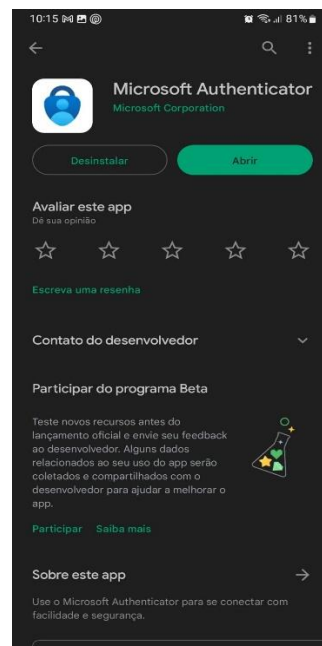 10:15
81%
Microsoft Authenticator
Microsoft Corporation
Desinstalar
Abrir
Avaliar este app
Dê sua opinião
Escreva uma resenha
Contato do desenvolvedor
Participar do programa Beta
Teste novos recursos antes do
lançamento oficial e envie seu feedback
ao desenvolvedor. Alguns dados
relacionados ao seu uso do app serão
coletados e compartilhados com o
desenvolvedor para ajudar a melhorar o
app.
Participar Saiba mais
Sobre este app
Use o Microsoft Authenticator para se conectar com
facilidade e segurança.